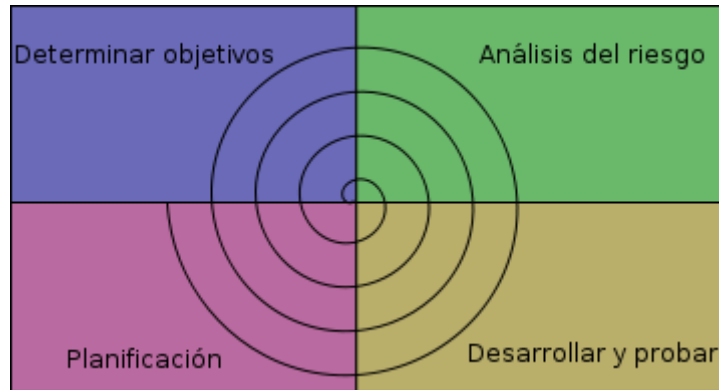 Determinar objetivos
Análisis del riesgo
Planificación
Desarrollar y probar